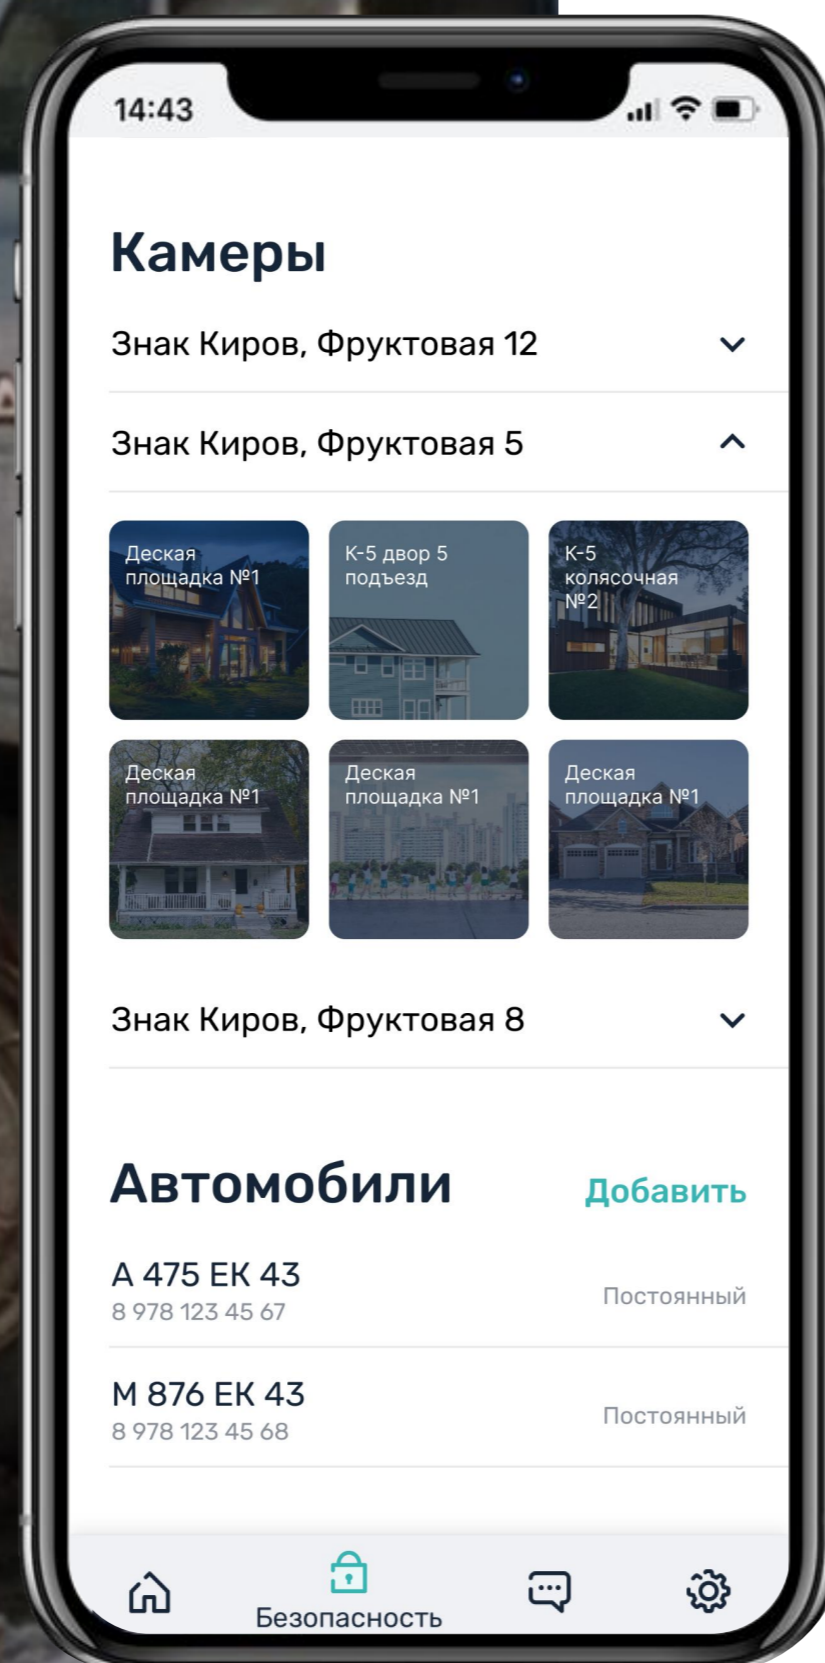 14:43
Камеры
Знак Киров, Фруктовая 12
Знак Киров, Фруктовая 5
Деская
площадка №1
К-5 двор 5
подъезд
К-5
колясочная
№2
Деская
площадка №1
Деская
площадка №1
Деская
площадка №1
Знак Киров, Фруктовая 8
Автомобили
Добавить
А 475 ЕК 43
8 978 123 45 67
Постоянный
М 876 ЕК 43
8 978 123 45 68
Постоянный
Безопасность